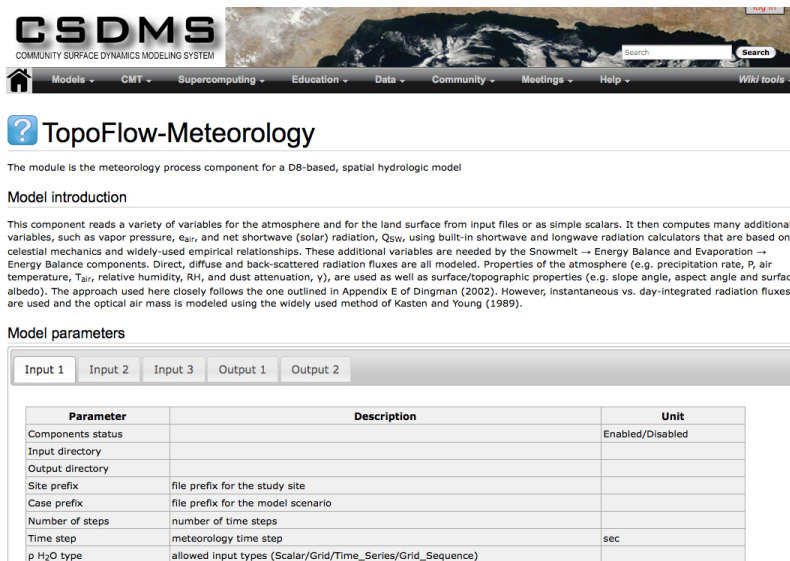 log in
CSDMS
COMMUNITY SURFACE DYNAMICS MODELING SYSTEM
Search Search
Models CMT Supercomputing Education Data Community Meetings Help Wiki tools
? TopoFlow-Meteorology
The module is the meteorology process component for a D8-based, spatial hydrologic model
Model introduction
This component reads a variety of variables for the atmosphere and for the land surface from input files or as simple scalars. It then computes many additional
variables, such as vapor pressure, eair, and net shortwave (solar) radiation, QSW, using built-in shortwave and longwave radiation calculators that are based on
celestial mechanics and widely-used empirical relationships. These additional variables are needed by the Snowmelt → Energy Balance and Evaporation →
Energy Balance components. Direct, diffuse and back-scattered radiation fluxes are all modeled. Properties of the atmosphere (e.g. precipitation rate, P, air
temperature, Tair, relative humidity, RH, and dust attenuation, γ), are used as well surface/topographic properties (e.g. slope angle, aspect angle and surfac
albedo). The approach used here closely follows the one outlined in Appendix E of Dingman (2002). However, instantaneous vs. day-integrated radiation fluxes
are used and the optical air mass is modeled using the widely used method of Kasten and Young (1989).
Model parameters
Input 1 Input 2 Input 3 Output 1 Output 2
Parameter Description Unit
Components status Enabled/Disabled
Input directory
Output directory
Site prefix file prefix for the study site
Case prefix file prefix for the model scenario
Number of steps number of time steps
Time step meteorology time step sec
ρ H2O type allowed input types (Scalar/Grid/Time_Series/Grid_Sequence)